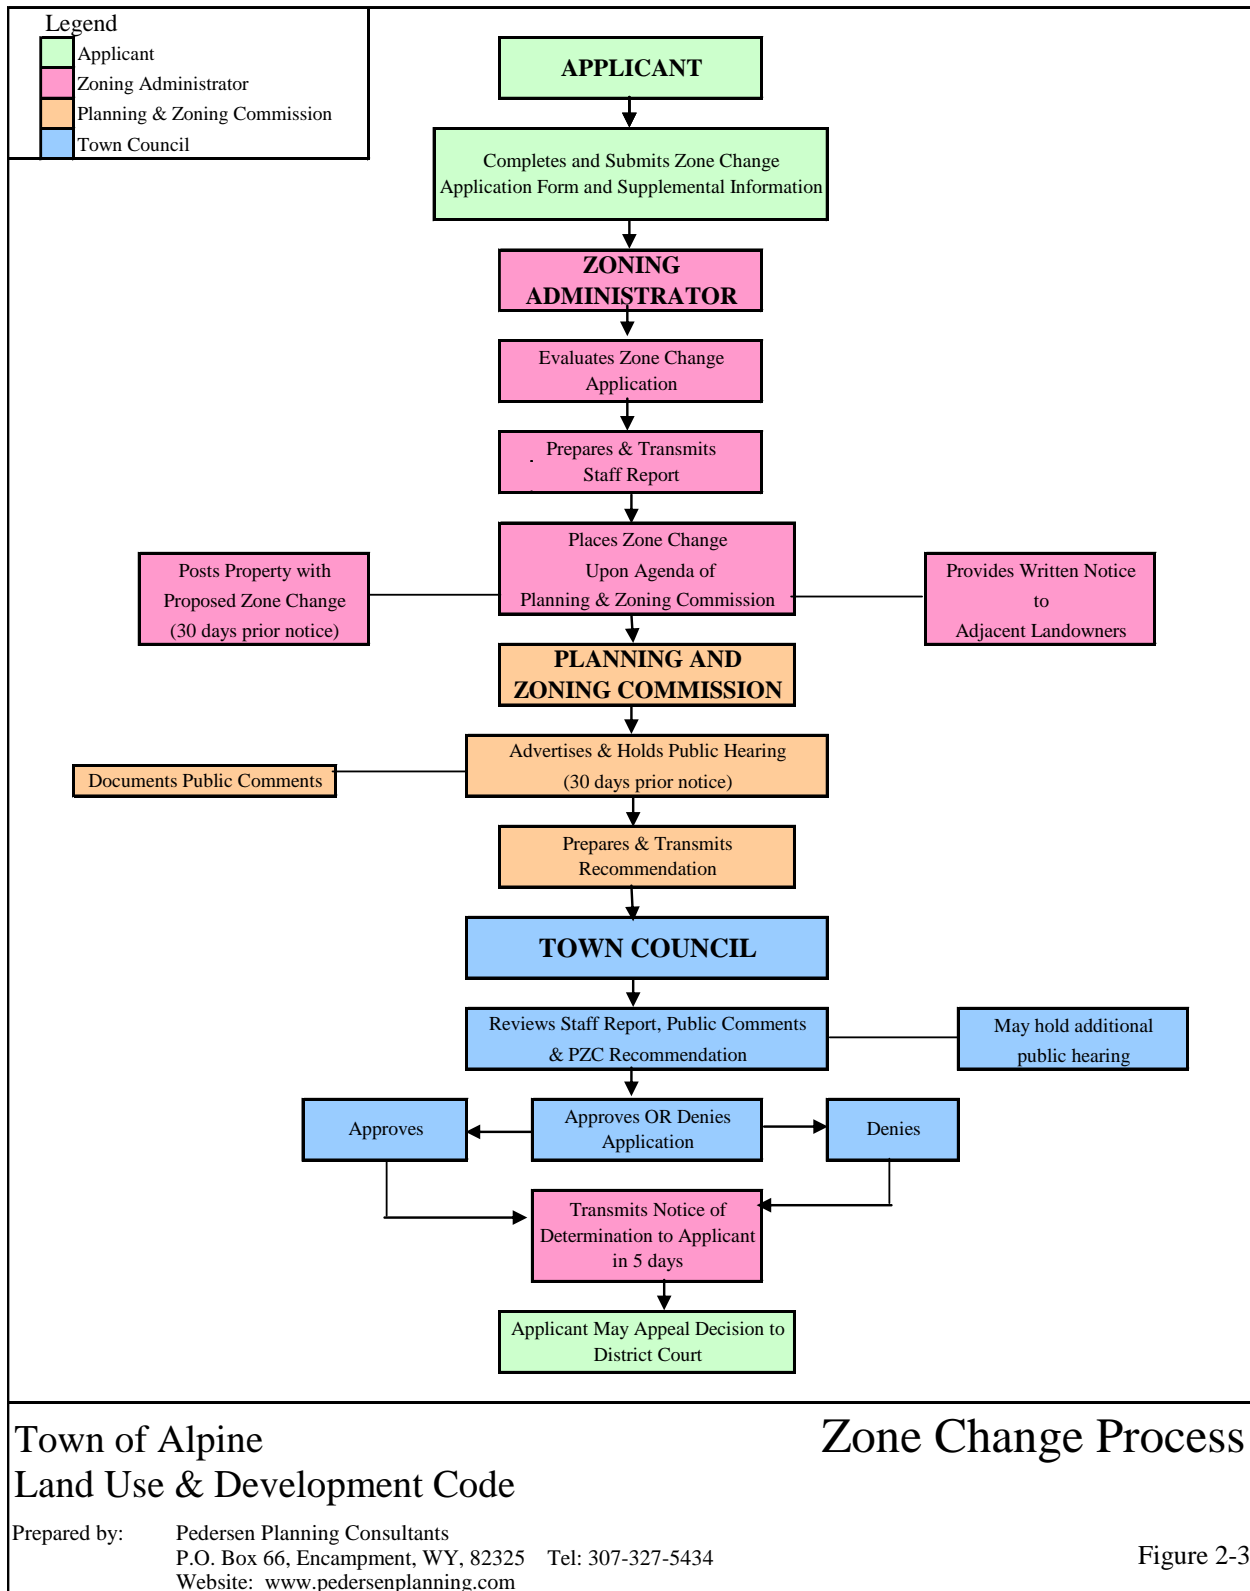 Legend
Applicant
Zoning Administrator
Planning & Zoning Commission
Town Council
APPLICANT
Completes and Submits Zone Change
Application Form and Supplemental Information
ZONING
ADMINISTRATOR
Evaluates Zone Change
Application
Prepares & Transmits
Staff Report
Places Zone Change
Upon Agenda of
Planning & Zoning Commission
Posts Property with
Proposed Zone Change
(30 days prior notice)
Provides Written Notice
to
Adjacent Landowners
PLANNING AND
ZONING COMMISSION
Advertises & Holds Public Hearing
(30 days prior notice)
Documents Public Comments
Prepares & Transmits
Recommendation
TOWN COUNCIL
Reviews Staff Report, Public Comments
& PZC Recommendation
May hold additional
public hearing
Approves
Approves OR Denies
Application
Denies
Transmits Notice of
Determination to Applicant
in 5 days
Applicant May Appeal Decision to
District Court
Town of Alpine
Land Use & Development Code
Zone Change Process
Prepared by: Pedersen Planning Consultants
P.O. Box 66, Encampment, WY, 82325 Tel: 307-327-5434
Website: www.pedersenplanning.com
Figure 2-3